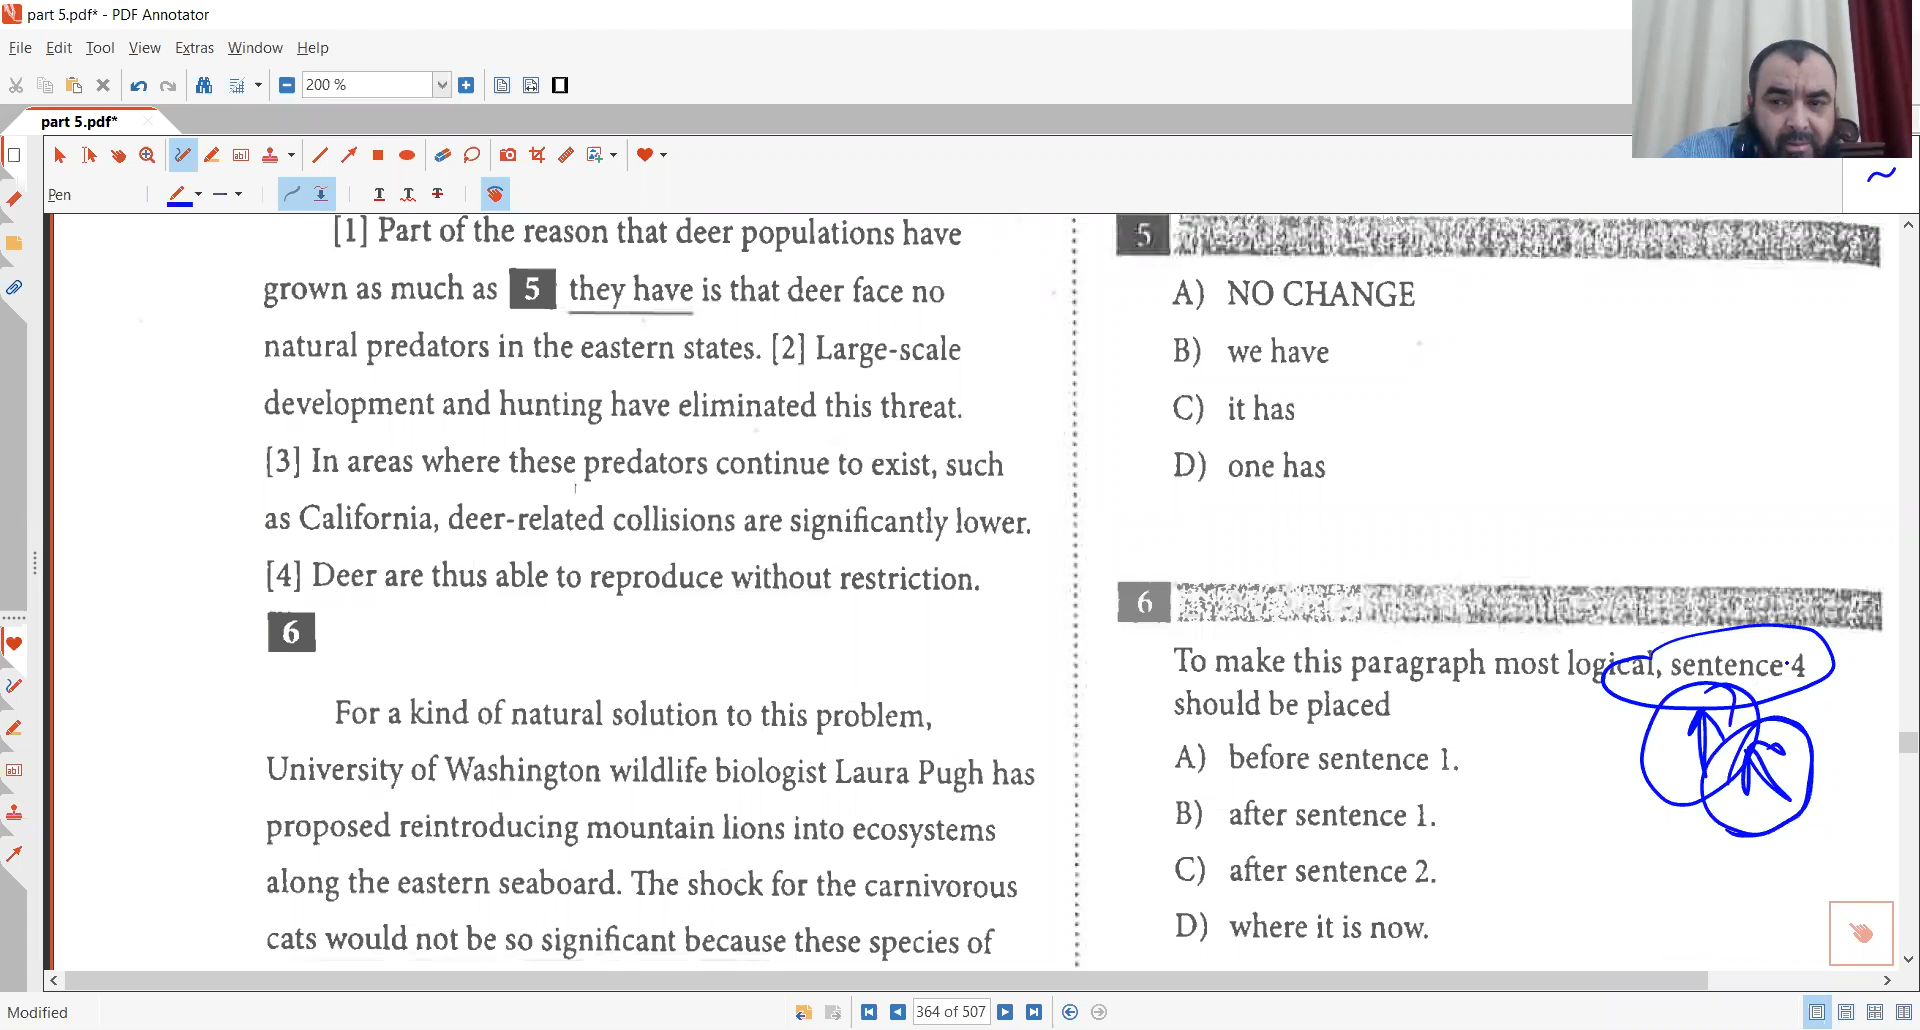 part 5.pdf* - PDF Annotator
File Edit Tool View Extras Window Help
200 %
part 5.pdf*
Pen
[1] Part of the reason that deer populations have
grown as much as 5 they have is that deer face no
natural predators in the eastern states. [2] Large-scale
development and hunting have eliminated this threat.
[3] In areas where these predators continue to exist, such
as California, deer-related collisions are significantly lower.
[4] Deer are thus able to reproduce without restriction.
6
For a kind of natural solution to this problem,
University of Washington wildlife biologist Laura Pugh has
proposed reintroducing mountain lions into ecosystems
along the eastern seaboard. The shock for the carnivorous
cats would not be so significant because these species of
5
A) NO CHANGE
B) we have
C) it has
D) one has
6
To make this paragraph most logical, sentence 4
should be placed
A) before sentence 1.
B) after sentence 1.
C) after sentence 2.
D) where it is now.
Modified
364 of 507